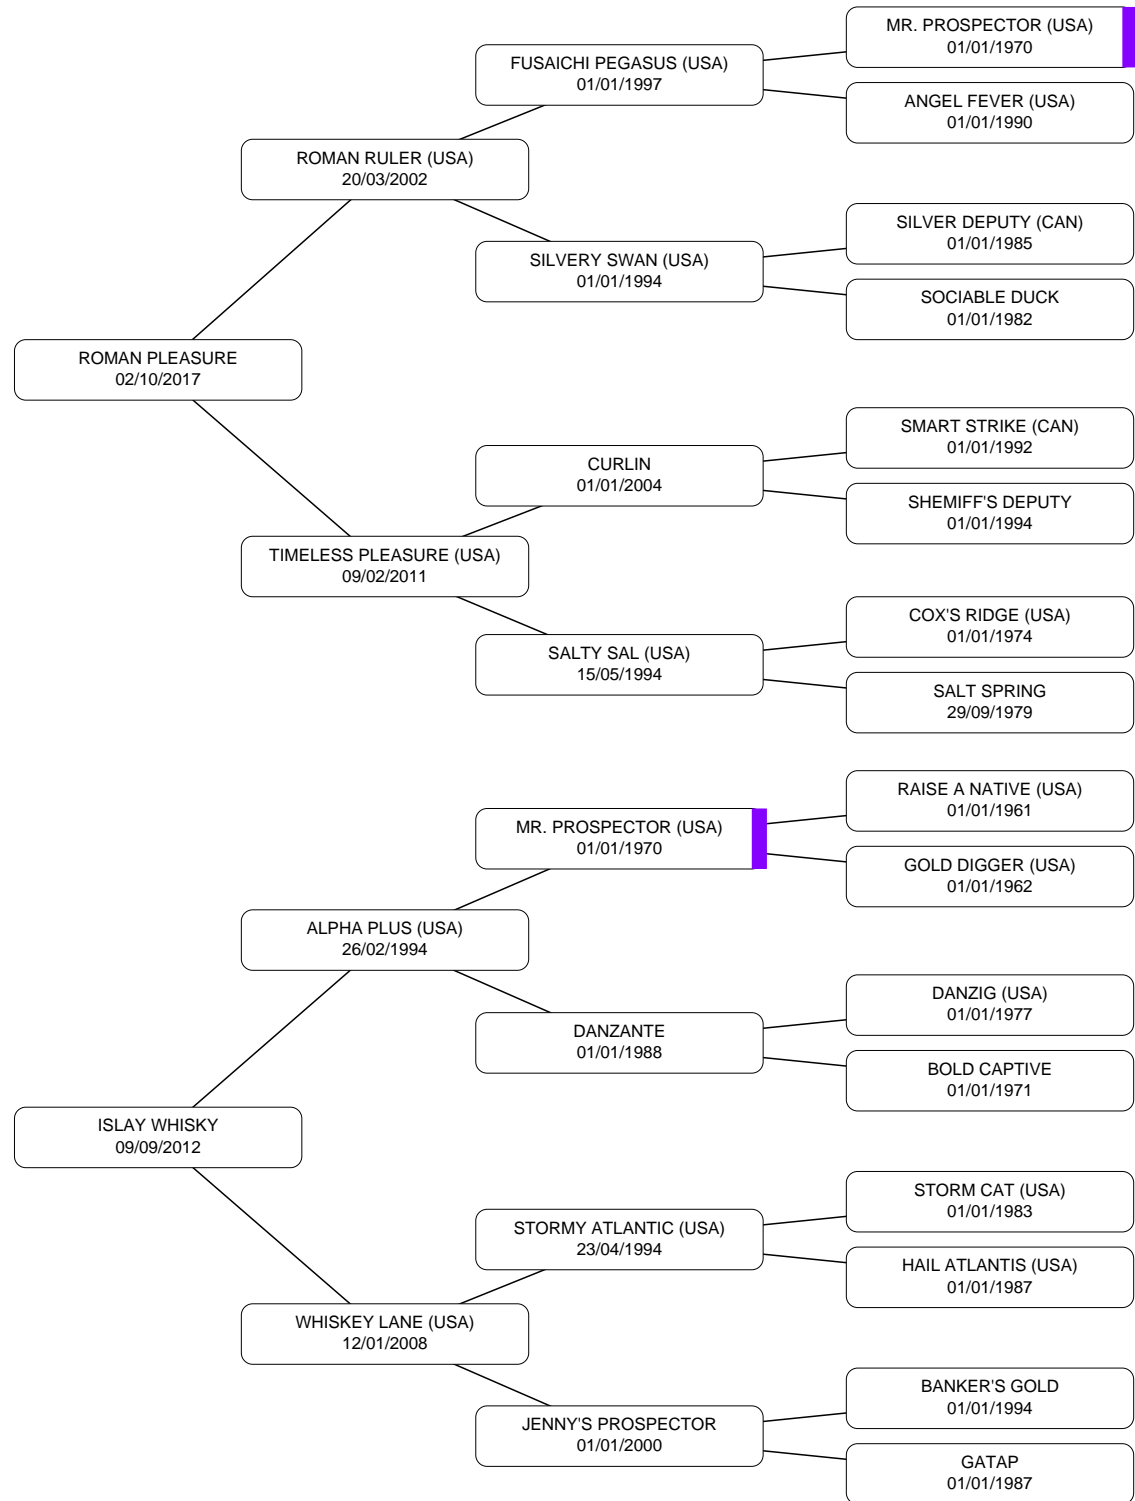 MR. PROSPECTOR (USA)
01/01/1970
FUSAICHI PEGASUS (USA)
01/01/1997
ANGEL FEVER (USA)
01/01/1990
ROMAN RULER (USA)
20/03/2002
SILVER DEPUTY (CAN)
01/01/1985
SILVERY SWAN (USA)
01/01/1994
SOCIABLE DUCK
01/01/1982
ROMAN PLEASURE
02/10/2017
SMART STRIKE (CAN)
01/01/1992
CURLIN
01/01/2004
SHEMIFF'S DEPUTY
01/01/1994
TIMELESS PLEASURE (USA)
09/02/2011
COX'S RIDGE (USA)
01/01/1974
SALTY SAL (USA)
15/05/1994
SALT SPRING
29/09/1979
RAISE A NATIVE (USA)
01/01/1961
MR. PROSPECTOR (USA)
01/01/1970
GOLD DIGGER (USA)
01/01/1962
ALPHA PLUS (USA)
26/02/1994
DANZIG (USA)
01/01/1977
DANZANTE
01/01/1988
BOLD CAPTIVE
01/01/1971
ISLAY WHISKY
09/09/2012
STORM CAT (USA)
01/01/1983
STORMY ATLANTIC (USA)
23/04/1994
HAIL ATLANTIS (USA)
01/01/1987
WHISKEY LANE (USA)
12/01/2008
BANKER'S GOLD
01/01/1994
JENNY'S PROSPECTOR
01/01/2000
GATAP
01/01/1987